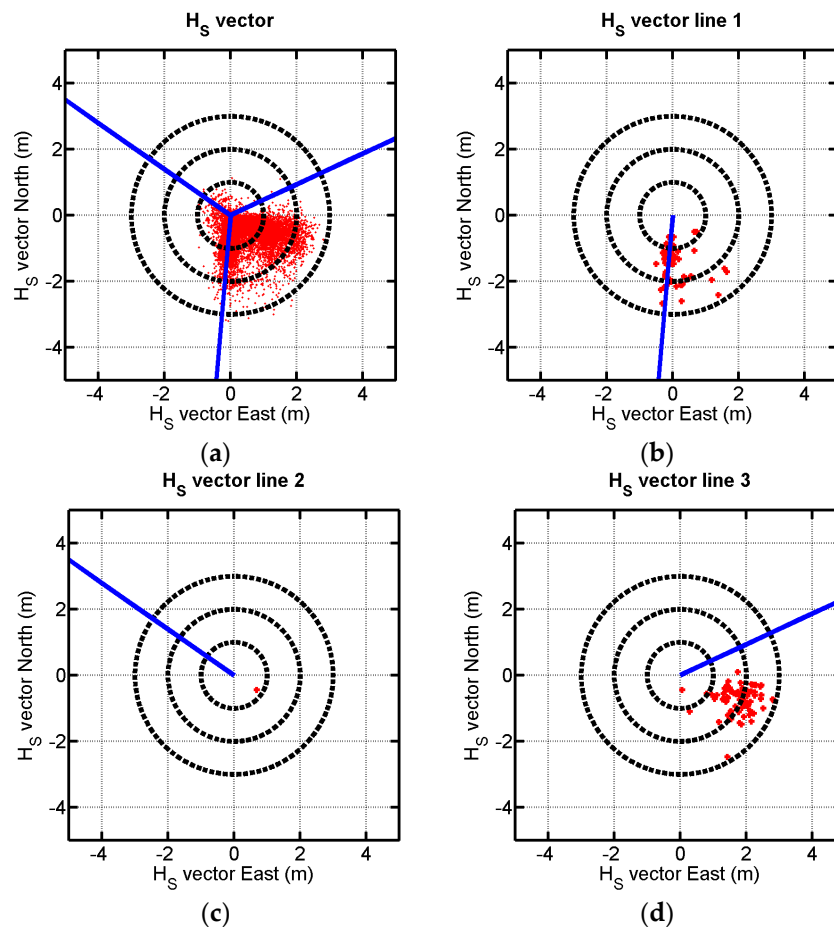 H_S vector
H_S vector North (m)
4
2
0
-2
-4
-4 -2 0 2 4
H_S vector East (m)
(a)
H_S vector line 1
H_S vector North (m)
4
2
0
-2
-4
-4 -2 0 2 4
H_S vector East (m)
(b)
H_S vector line 2
H_S vector North (m)
4
2
0
-2
-4
-4 -2 0 2 4
H_S vector East (m)
(c)
H_S vector line 3
H_S vector North (m)
4
2
0
-2
-4
-4 -2 0 2 4
H_S vector East (m)
(d)